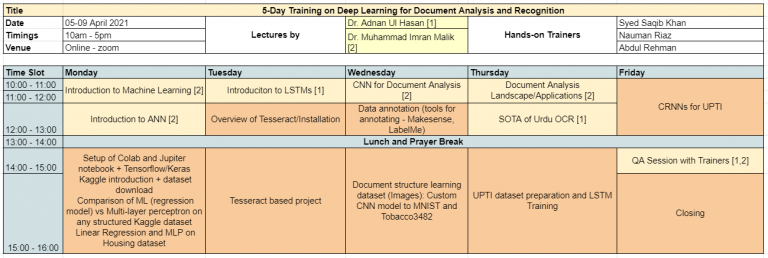 Title 5-Day Training on Deep Learning for Document Analysis and Recognition
Date 05-09 April 2021 Lectures by Dr. Adnan Ul Hasan [1] Hands-on Trainers Syed Saqib Khan
Timings 10am - 5pm Dr. Muhammad Imran Malik [2] Nauman Riaz
Venue Online - zoom Abdul Rehman
Time Slot Monday Tuesday Wednesday Thursday Friday
10:00 - 11:00
11:00 - 12:00
Introduction to Machine Learning [2]
Introduciton to LSTMs [1]
CNN for Document Analysis
[2]
Document Analysis
Landscape/Applications [2]
CRNNs for UPTI
12:00 - 13:00
Introduction to ANN [2]
Overview of Tesseract/Installation
Data annotation (tools for
annotating - Makesense,
LabelMe)
SOTA of Urdu OCR [1]
13:00 - 14:00 Lunch and Prayer Break
14:00 - 15:00
15:00 - 16:00
Setup of Colab and Jupiter
notebook + Tensorflow/Keras
Kaggle introduction + dataset
download
Comparison of ML (regression
model) vs Multi-layer perceptron on
any structured Kaggle dataset
Linear Regression and MLP on
Housing dataset
Tesseract based project
Document structure learning
dataset (Images): Custom
CNN model to MNIST and
Tobacco3482
UPTI dataset preparation and LSTM
Training
QA Session with Trainers [1,2]
Closing